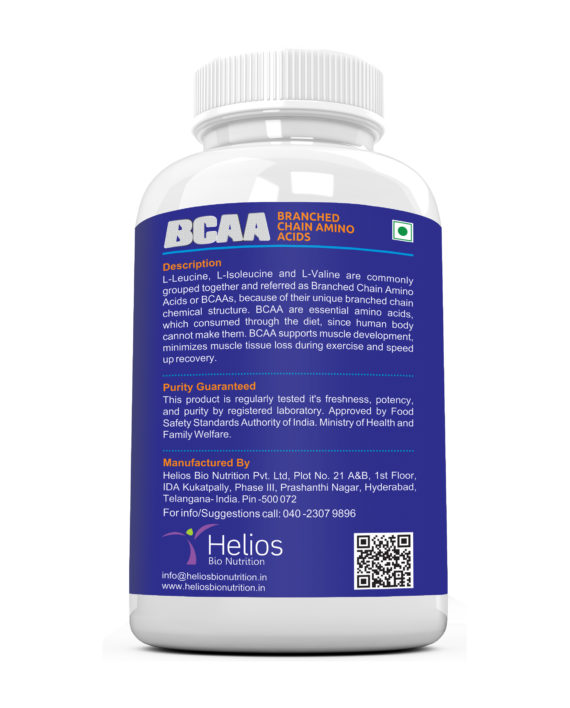 BCAA
BRANCHED
CHAIN AMINO
ACIDS
Description
L-Leucine, L-Isoleucine and L-Valine are commonly
grouped together and referred as Branched Chain Amino
Acids or BCAAs, because of their unique branched chain
chemical structure. BCAA are essential amino acids,
which consumed through the diet, since human body
cannot make them. BCAA supports muscle development,
minimizes muscle tissue loss during exercise and speed
up recovery.
Purity Guaranteed
This product is regularly tested it's freshness, potency,
and purity by registered laboratory. Approved by Food
Safety Standards Authority of India. Ministry of Health and
Family Welfare.
Manufactured By
Helios Bio Nutrition Pvt. Ltd, Plot No. 21 A&B, 1st Floor,
IDA Kukatpally, Phase III, Prashanthi Nagar, Hyderabad,
Telangana- India. Pin -500 072
For info/Suggestions call: 040 -2307 9896
Helios
Bio Nutrition
info@heliosbionutrition.in
www.heliosbionutrition.in